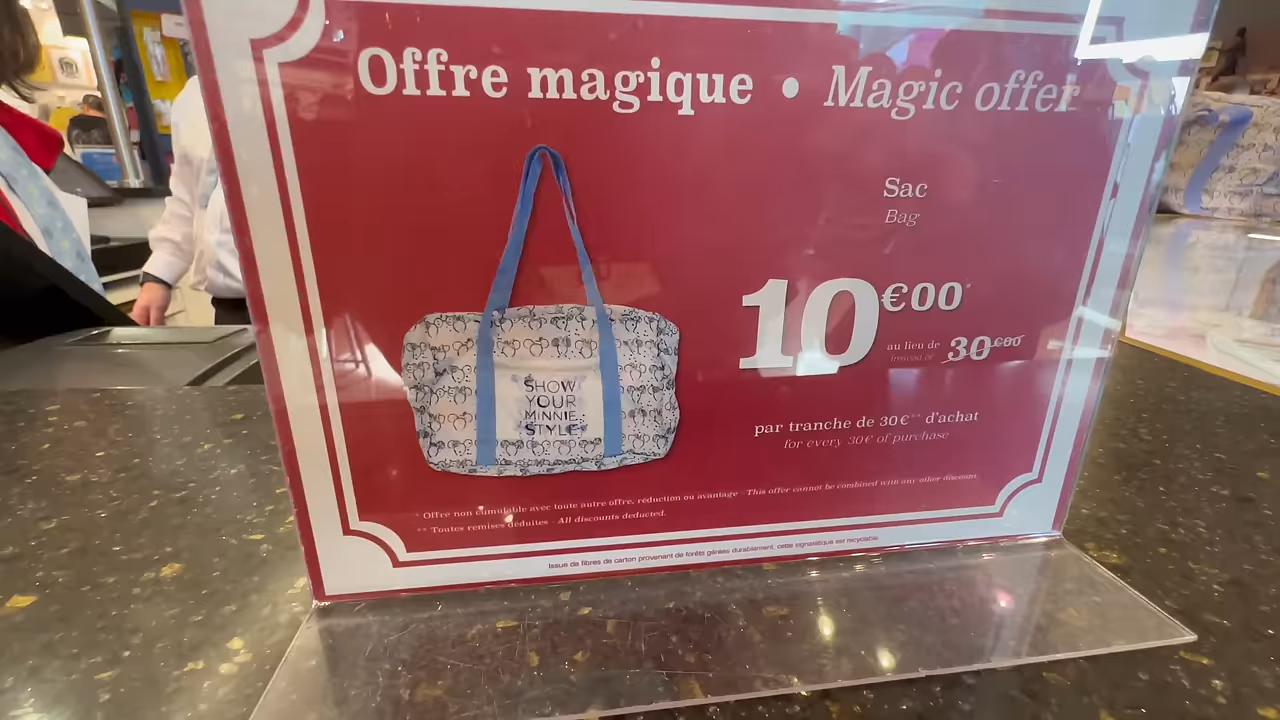 Offre magique • Magic offer
Sac
Bag
10€00*
au lieu de 30€00
instead of
par tranche de 30€** d'achat
for every 30€ of purchase
SHOW
YOUR
MINNIE
STYLE
* Offre non cumulable avec toute autre offre, réduction ou avantage - This offer cannot be combined with any other discount.
** Toutes remises déduites - All discounts deducted.
Issue de fibres de carton provenant de forêts gérées durablement, cette signalétique est recyclable